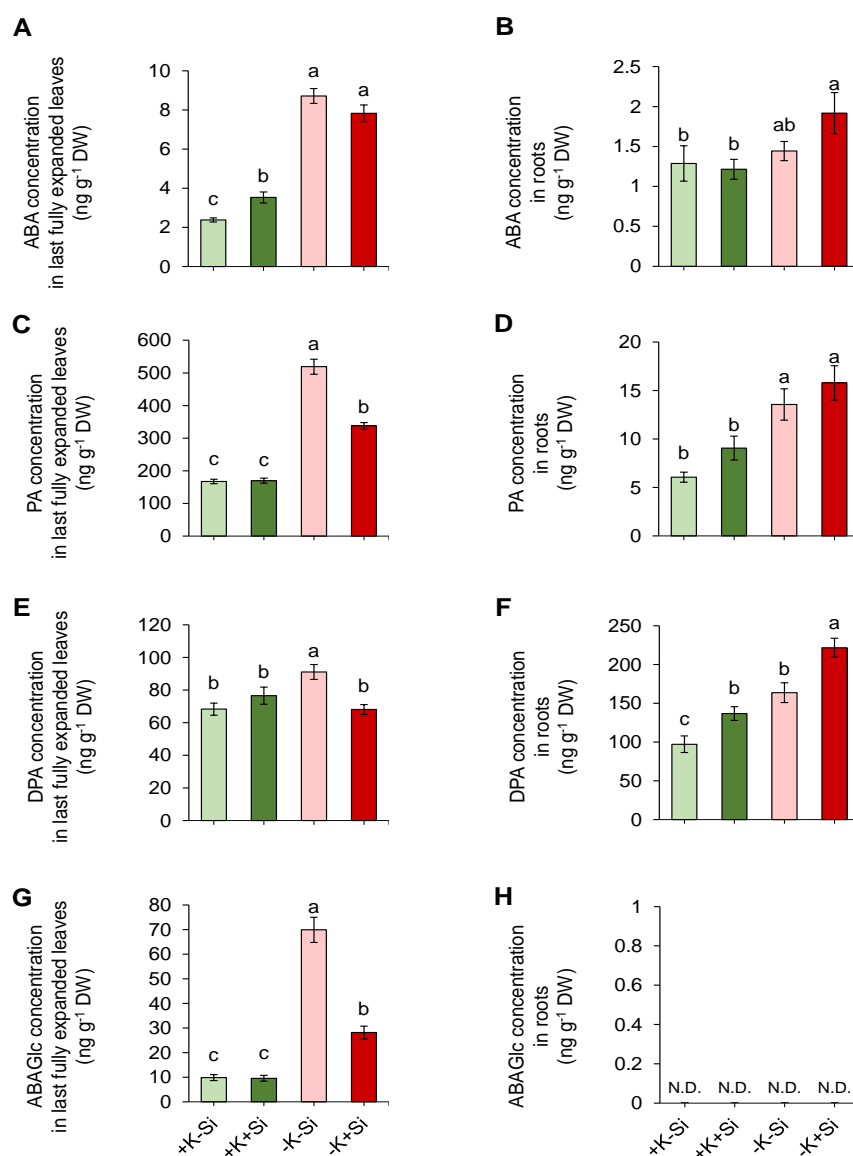 A
ABA concentration
in last fully expanded leaves
(ng g-1 DW)
10
8
6
4
2
0
c
b
a
a
B
ABA concentration
in roots
(ng g-1 DW)
2.5
2
1.5
1
0.5
0
b
b
ab
a
C
PA concentration
in last fully expanded leaves
(ng g-1 DW)
600
500
400
300
200
100
0
c
c
a
b
D
PA concentration
in roots
(ng g-1 DW)
20
15
10
5
0
b
b
a
a
E
DPA concentration
in last fully expanded leaves
(ng g-1 DW)
120
100
80
60
40
20
0
b
b
a
b
F
DPA concentration
in roots
(ng g-1 DW)
250
200
150
100
50
0
c
b
b
a
G
ABAGlc concentration
in last fully expanded leaves
(ng g-1 DW)
80
70
60
50
40
30
20
10
0
c
c
a
b
+K-Si
+K+Si
-K-Si
-K+Si
H
ABAGlc concentration
in roots
(ng g-1 DW)
1
0.8
0.6
0.4
0.2
0
N.D.
N.D.
N.D.
N.D.
+K-Si
+K+Si
-K-Si
-K+Si